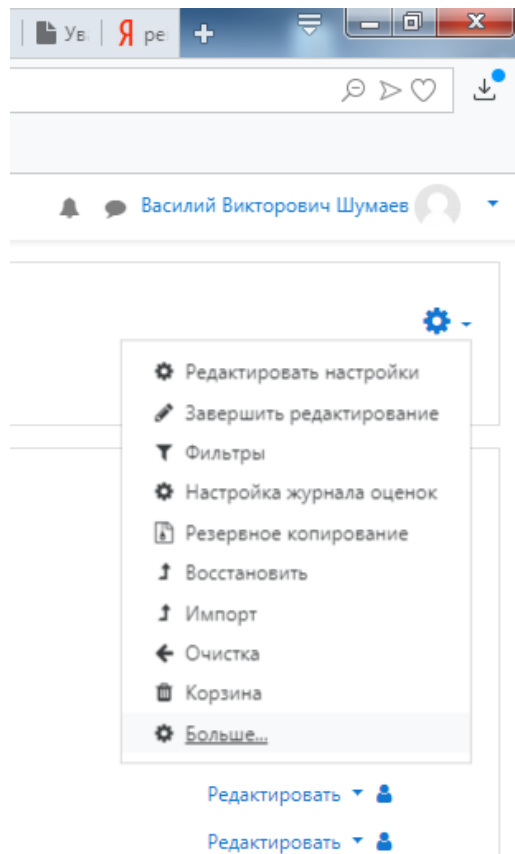 Ув Я ре
Василий Викторович Шумаев
Редактировать настройки
Завершить редактирование
Фильтры
Настройка журнала оценок
Резервное копирование
Восстановить
Импорт
Очистка
Корзина
Больше...
Редактировать
Редактировать